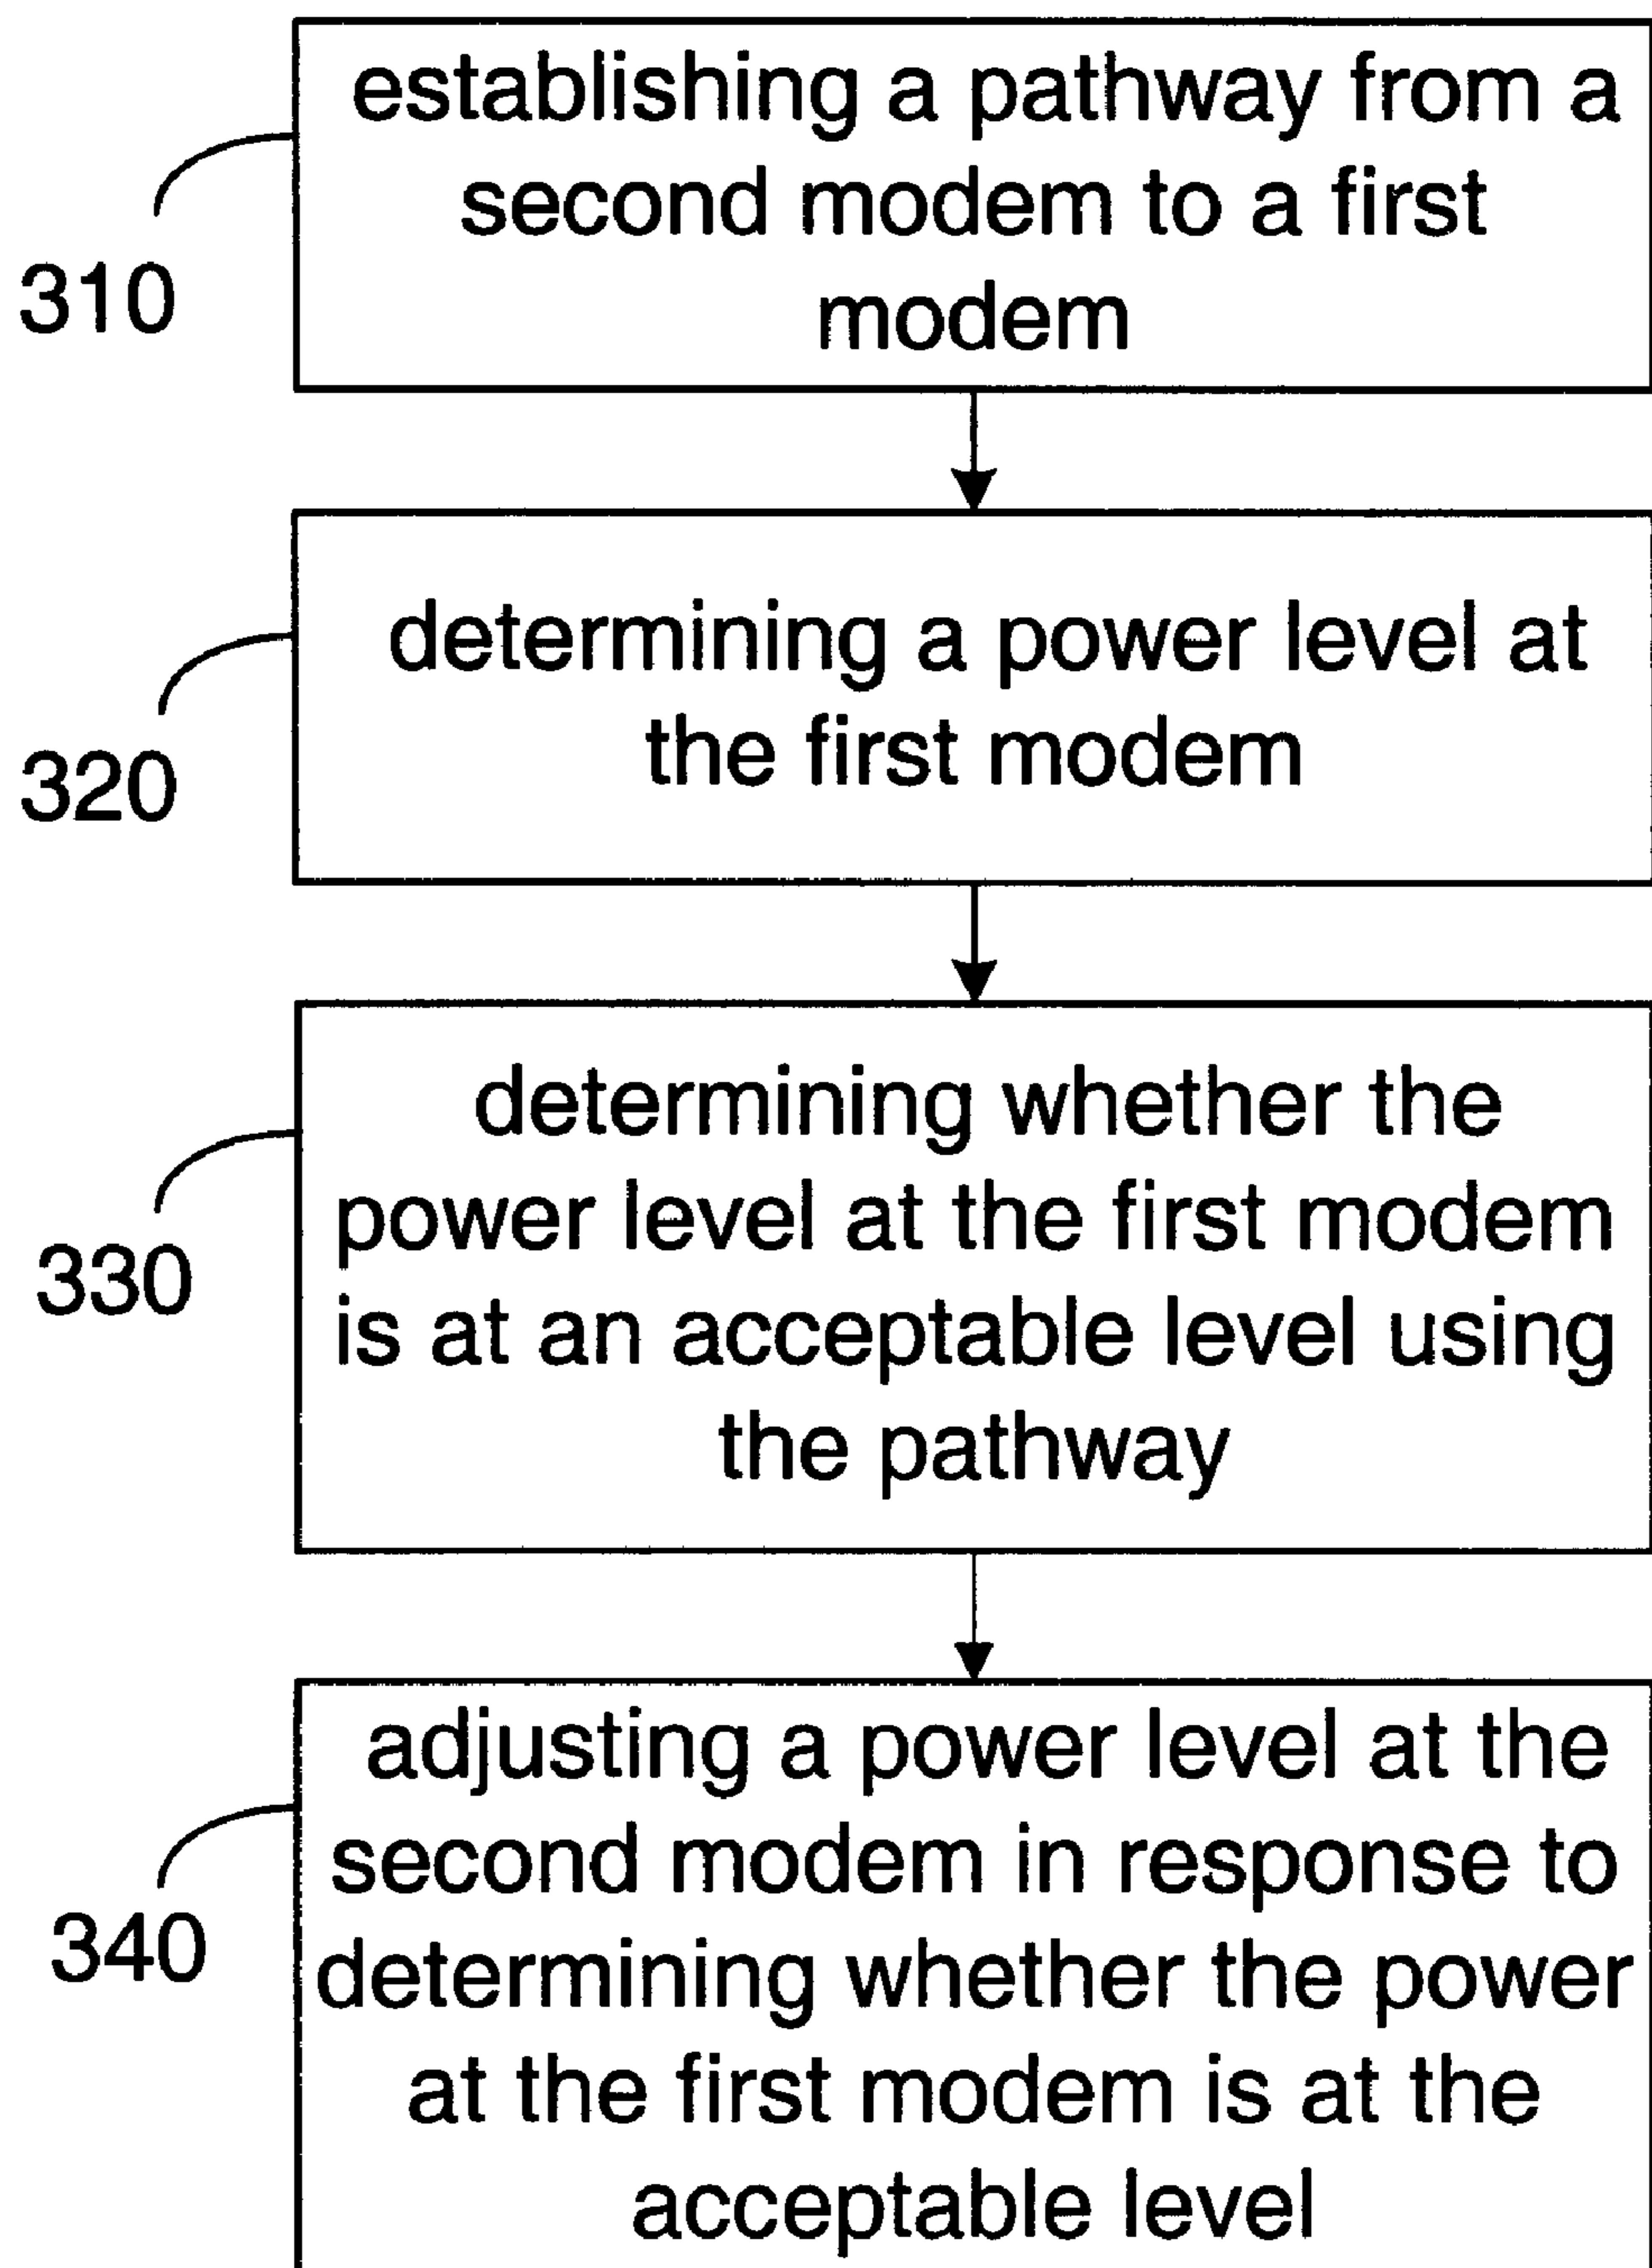 establishing a pathway from a
second modem to a first
modem
310
determining a power level at
the first modem
320
determining whether the
power level at the first modem
is at an acceptable level using
the pathway
330
adjusting a power level at the
second modem in response to
determining whether the power
at the first modem is at the
acceptable level
340